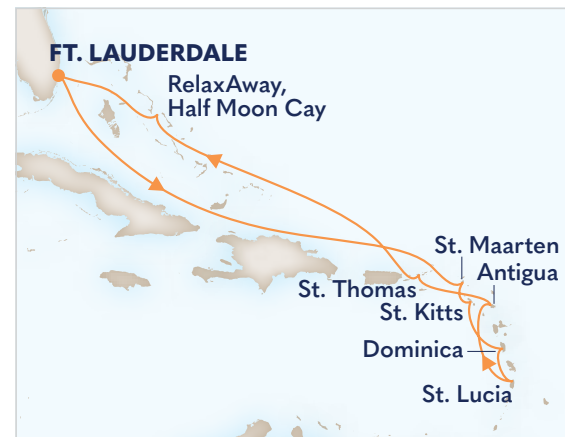 FT. LAUDERDALE
RelaxAway,
Half Moon Cay
St. Maarten
Antigua
St. Thomas
St. Kitts
Dominica
St. Lucia